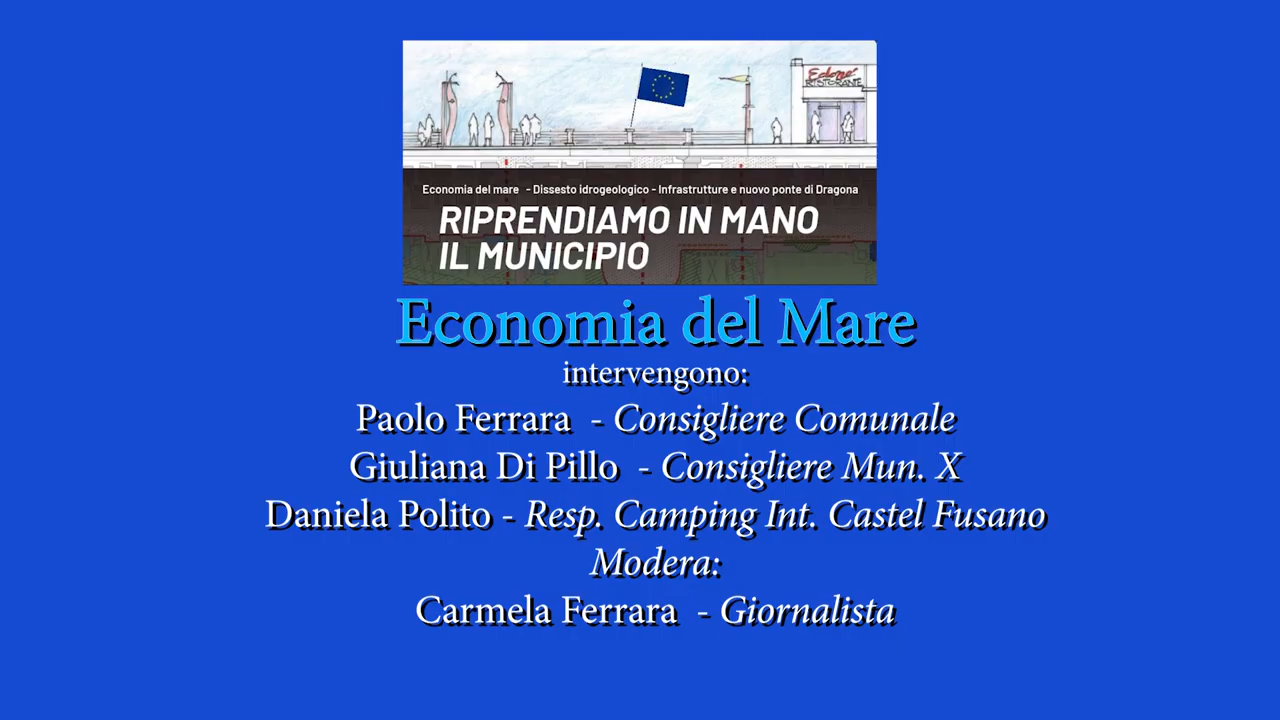 Edonè
RISTORANTE
Economia del mare - Dissesto idrogeologico - Infrastrutture e nuovo ponte di Dragona
RIPRENDIAMO IN MANO
IL MUNICIPIO
Economia del Mare
intervengono:
Paolo Ferrara - Consigliere Comunale
Giuliana Di Pillo - Consigliere Mun. X
Daniela Polito - Resp. Camping Int. Castel Fusano
Modera:
Carmela Ferrara - Giornalista